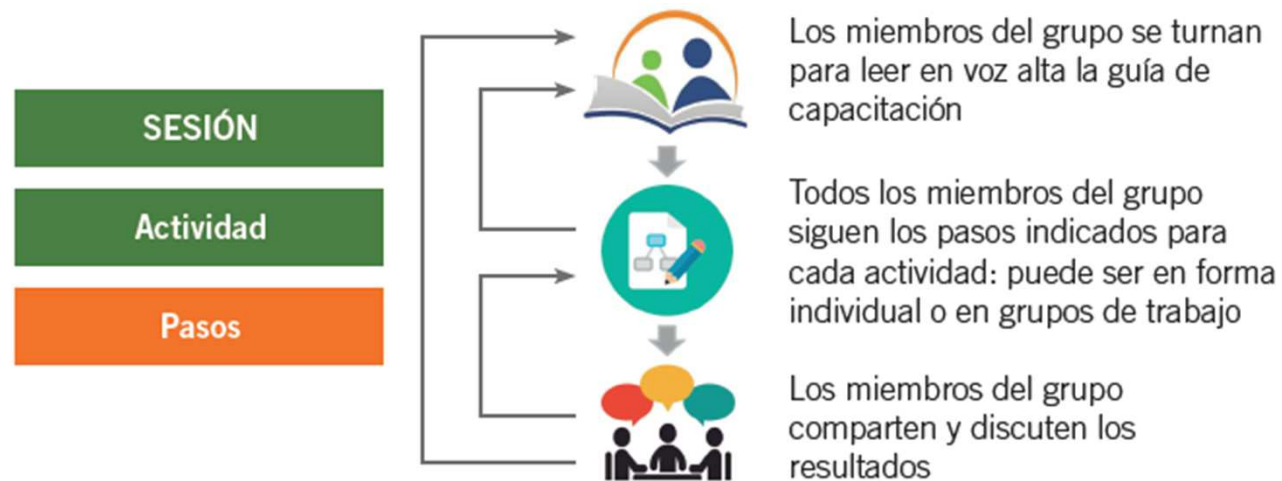 SESIÓN
Actividad
Pasos
Los miembros del grupo se turnan
para leer en voz alta la guía de
capacitación
Todos los miembros del grupo
siguen los pasos indicados para
cada actividad: puede ser en forma
individual o en grupos de trabajo
Los miembros del grupo
comparten y discuten los
resultados